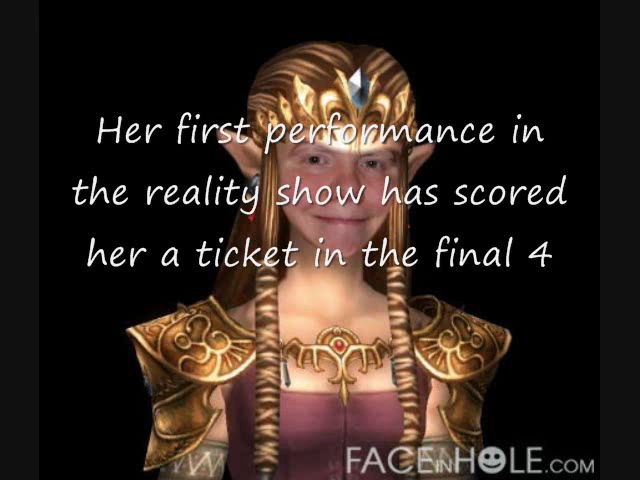 Her first performance in
the reality show has scored
her a ticket in the final 4
FACEINHOLE.COM